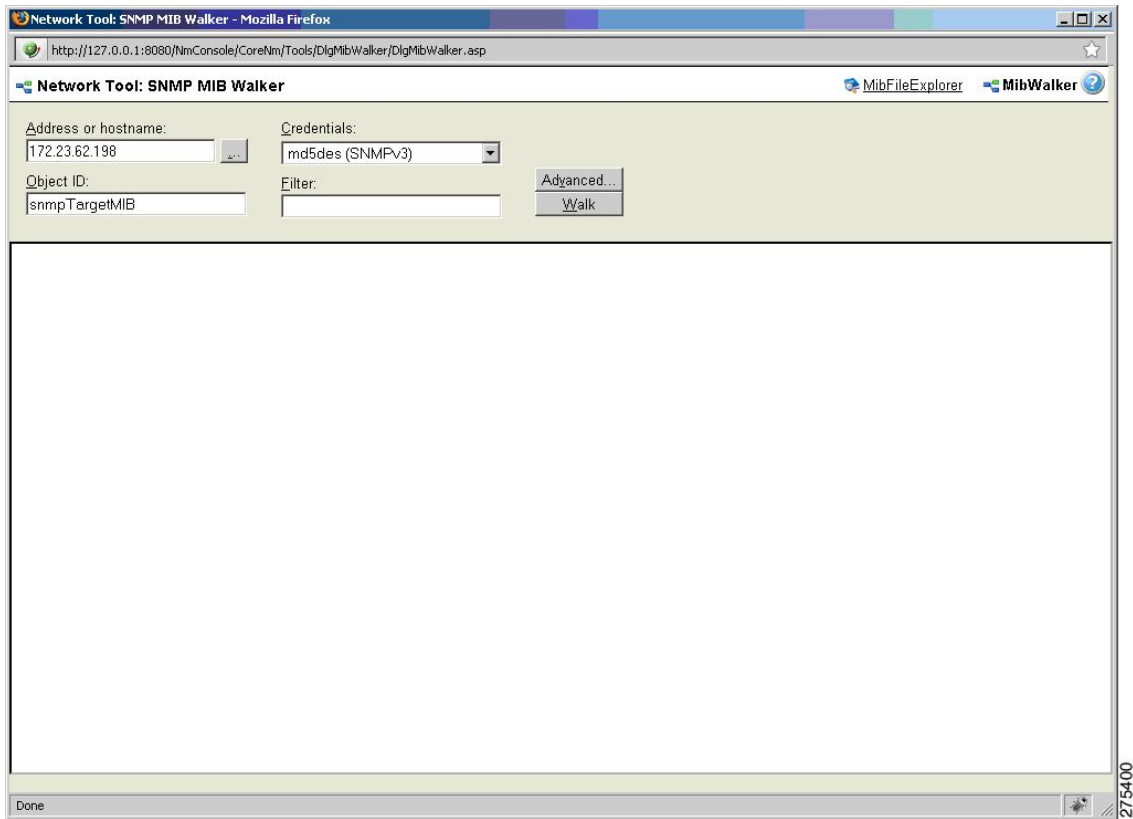 Network Tool: SNMP MIB Walker - Mozilla Firefox
http://127.0.0.1:8080/NmConsole/CoreNm/Tools/DlgMibWalker/DlgMibWalker.asp
Network Tool: SNMP MIB Walker
MibFileExplorer
MibWalker
?
Address or hostname:
Credentials:
172.23.62.198
...
md5des (SNMPv3)
Object ID:
Filter:
Advanced...
snmpTargetMIB
Walk
Done
275400